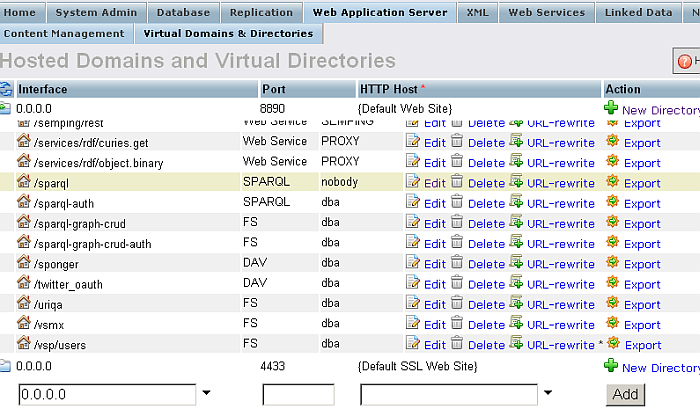 Home System Admin Database Replication Web Application Server XML Web Services Linked Data N
Content Management Virtual Domains & Directories
Hosted Domains and Virtual Directories
Interface Port HTTP Host * Action
0.0.0.0 8890 {Default Web Site} New Directory
/semping/rest Web Service SEMPING Edit Delete URL-rewrite Export
/services/rdf/curies.get Web Service PROXY Edit Delete URL-rewrite Export
/services/rdf/object.binary Web Service PROXY Edit Delete URL-rewrite Export
/sparql SPARQL nobody Edit Delete URL-rewrite Export
/sparql-auth SPARQL dba Edit Delete URL-rewrite Export
/sparql-graph-crud FS dba Edit Delete URL-rewrite Export
/sparql-graph-crud-auth FS dba Edit Delete URL-rewrite Export
/sponger DAV dba Edit Delete URL-rewrite Export
/twitter_oauth DAV dba Edit Delete URL-rewrite Export
/uriqa FS dba Edit Delete URL-rewrite Export
/vsmx FS dba Edit Delete URL-rewrite Export
/vsp/users FS dba Edit Delete URL-rewrite * Export
0.0.0.0 4433 {Default SSL Web Site} New Directory
0.0.0.0 Add